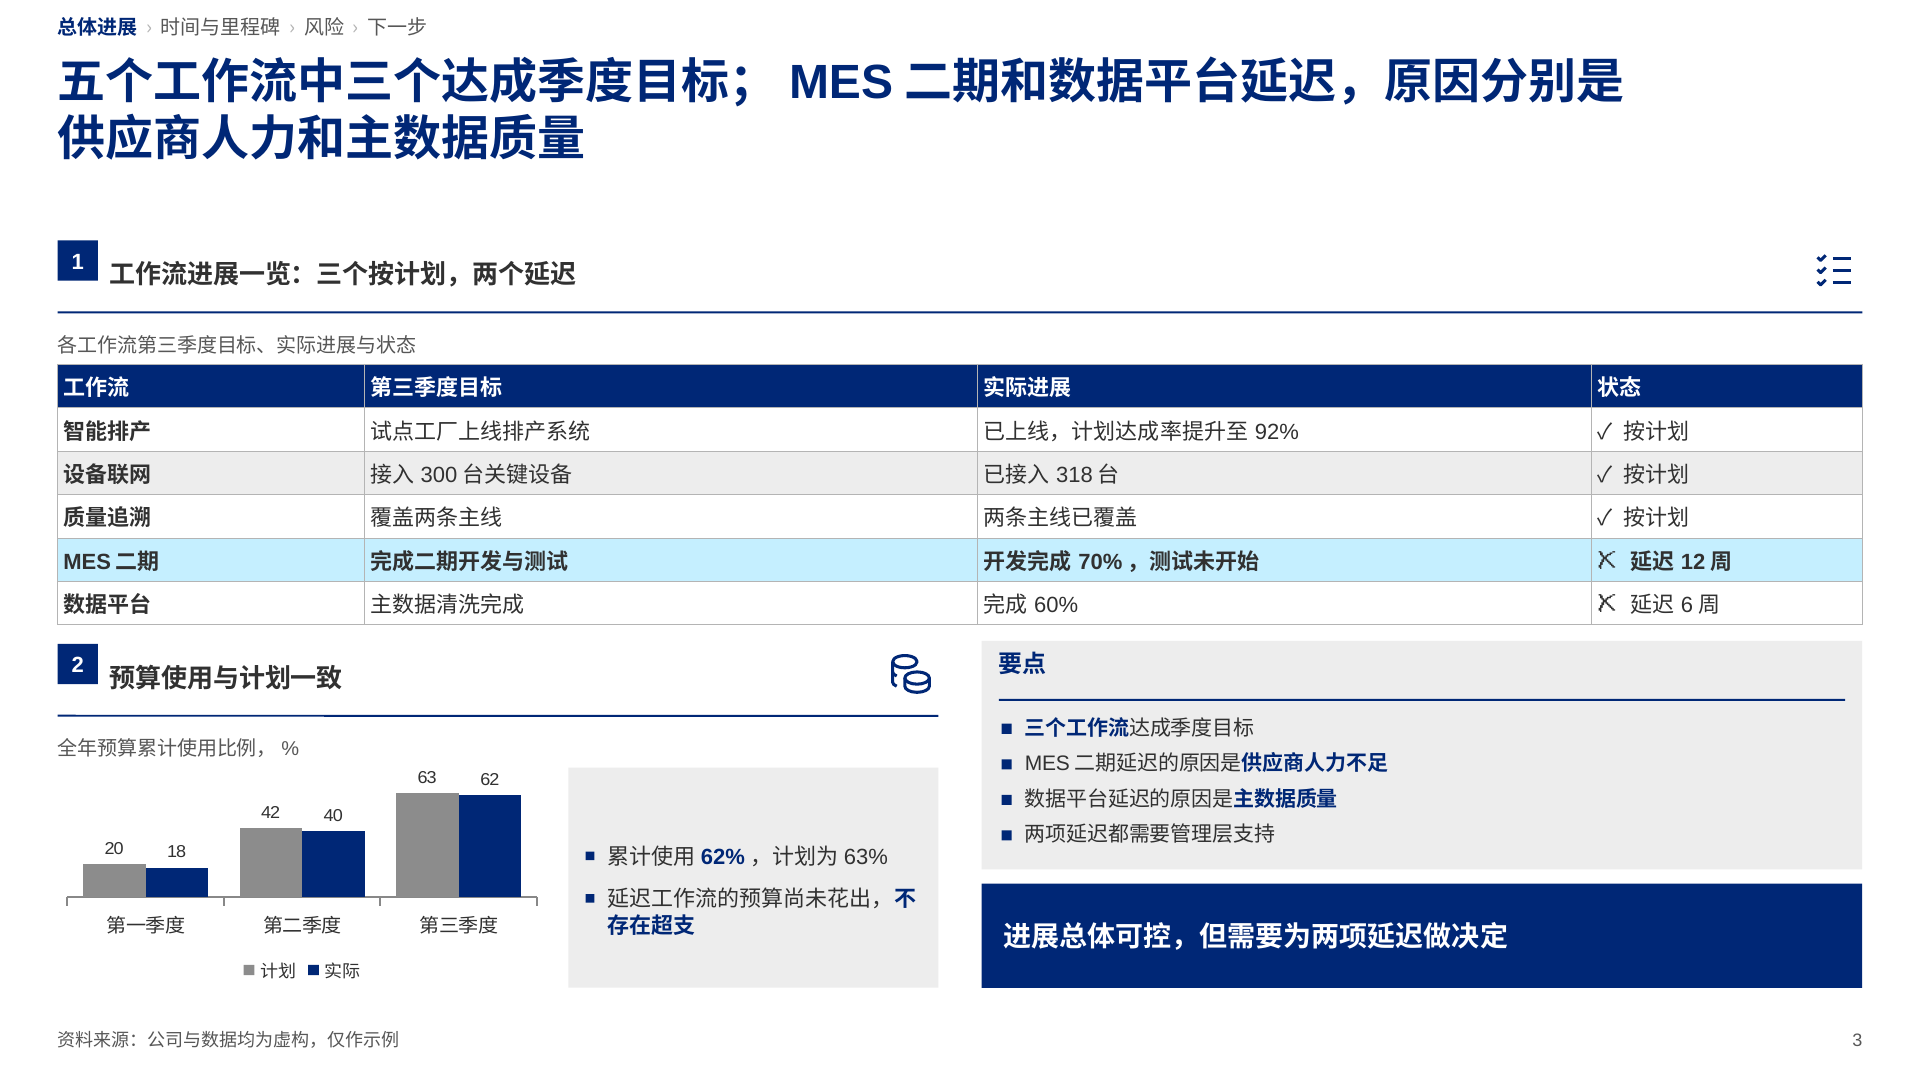 总体进展 › 时间与里程碑 › 风险 › 下一步
五个工作流中三个达成季度目标；MES 二期和数据平台延迟，原因分别是
供应商人力和主数据质量
1 工作流进展一览：三个按计划，两个延迟
各工作流第三季度目标、实际进展与状态
工作流 第三季度目标 实际进展 状态
智能排产 试点工厂上线排产系统 已上线，计划达成率提升至 92% ✓ 按计划
设备联网 接入 300 台关键设备 已接入 318 台 ✓ 按计划
质量追溯 覆盖两条主线 两条主线已覆盖 ✓ 按计划
MES 二期 完成二期开发与测试 开发完成 70%，测试未开始 ✕ 延迟 12 周
数据平台 主数据清洗完成 完成 60% ✕ 延迟 6 周
2 预算使用与计划一致
全年预算累计使用比例，%
20 18 42 40 63 62
第一季度 第二季度 第三季度
计划 实际
■ 累计使用 62%，计划为 63%
■ 延迟工作流的预算尚未花出，不
存在超支
要点
■ 三个工作流达成季度目标
■ MES 二期延迟的原因是供应商人力不足
■ 数据平台延迟的原因是主数据质量
■ 两项延迟都需要管理层支持
进展总体可控，但需要为两项延迟做决定
资料来源：公司与数据均为虚构，仅作示例
3